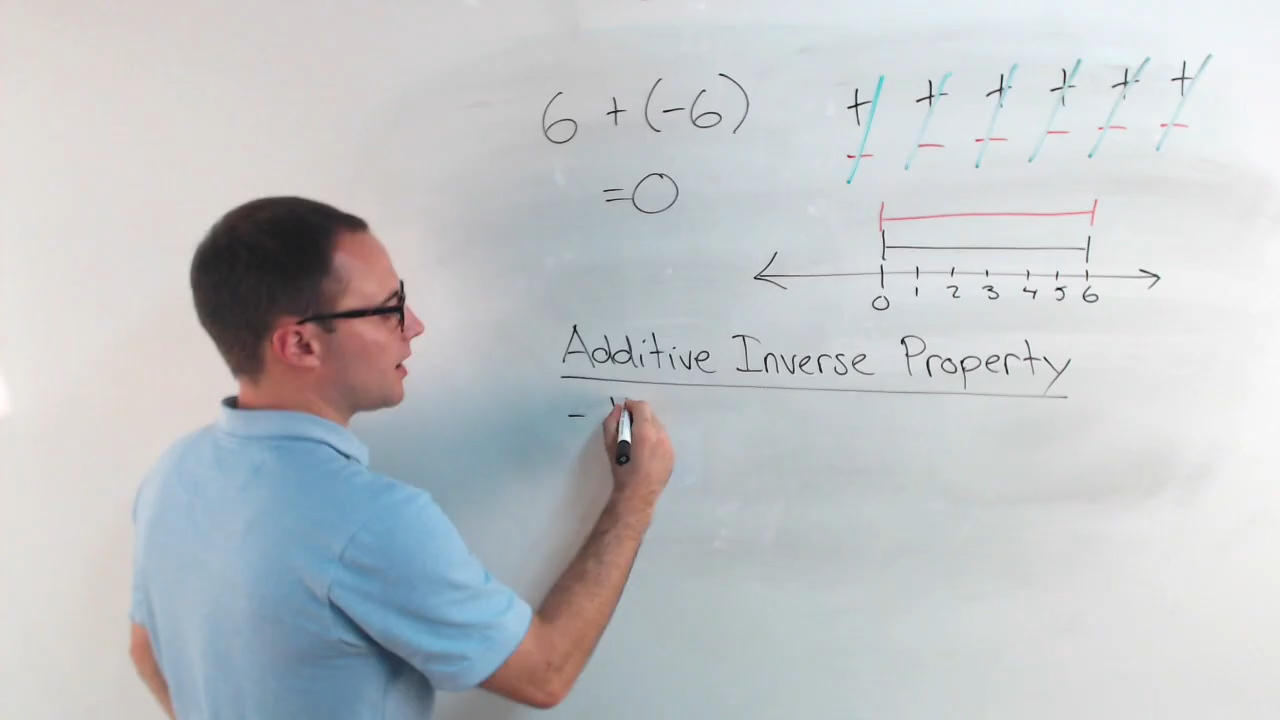 6 + (-6)
=0
+ + + + + +
- - - - - -
0 1 2 3 4 5 6
Additive Inverse Property
-